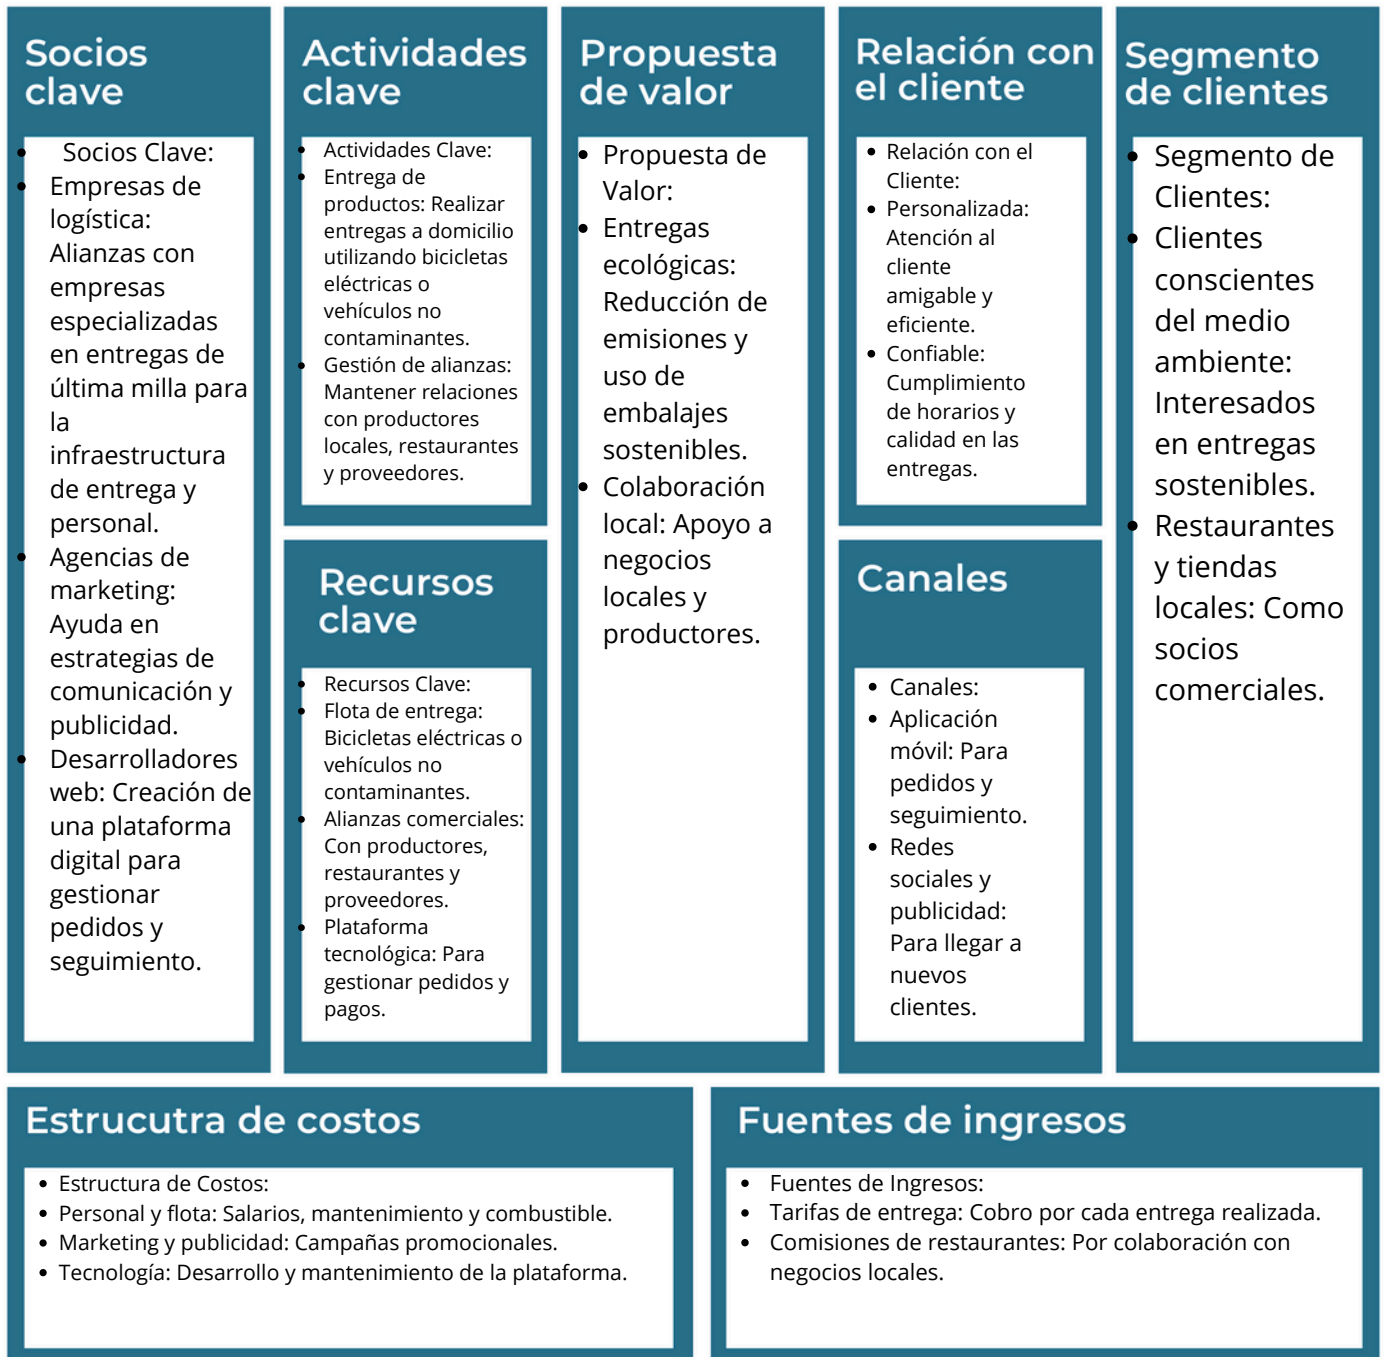 Socios
clave
• Socios Clave:
• Empresas de
logística:
Alianzas con
empresas
especializadas
en entregas de
última milla para
la
infraestructura
de entrega y
personal.
• Agencias de
marketing:
Ayuda en
estrategias de
comunicación y
publicidad.
• Desarrolladores
web: Creación de
una plataforma
digital para
gestionar
pedidos y
seguimiento.
Actividades
clave
• Actividades Clave:
• Entrega de
productos: Realizar
entregas a domicilio
utilizando bicicletas
eléctricas o
vehículos no
contaminantes.
• Gestión de alianzas:
Mantener relaciones
con productores
locales, restaurantes
y proveedores.
Recursos
clave
• Recursos Clave:
• Flota de entrega:
Bicicletas eléctricas o
vehículos no
contaminantes.
• Alianzas comerciales:
Con productores,
restaurantes y
proveedores.
• Plataforma
tecnológica: Para
gestionar pedidos y
pagos.
Propuesta
de valor
• Propuesta de
Valor:
• Entregas
ecológicas:
Reducción de
emisiones y
uso de
embalajes
sostenibles.
• Colaboración
local: Apoyo a
negocios
locales y
productores.
Relación con
el cliente
• Relación con el
Cliente:
• Personalizada:
Atención al
cliente
amigable y
eficiente.
• Confiable:
Cumplimiento
de horarios y
calidad en las
entregas.
Canales
• Canales:
• Aplicación
móvil: Para
pedidos y
seguimiento.
• Redes
sociales y
publicidad:
Para llegar a
nuevos
clientes.
Segmento
de clientes
• Segmento de
Clientes:
• Clientes
conscientes
del medio
ambiente:
Interesados
en entregas
sostenibles.
• Restaurantes
y tiendas
locales: Como
socios
comerciales.
Estrucutra de costos
• Estructura de Costos:
• Personal y flota: Salarios, mantenimiento y combustible.
• Marketing y publicidad: Campañas promocionales.
• Tecnología: Desarrollo y mantenimiento de la plataforma.
Fuentes de ingresos
• Fuentes de Ingresos:
• Tarifas de entrega: Cobro por cada entrega realizada.
• Comisiones de restaurantes: Por colaboración con
negocios locales.